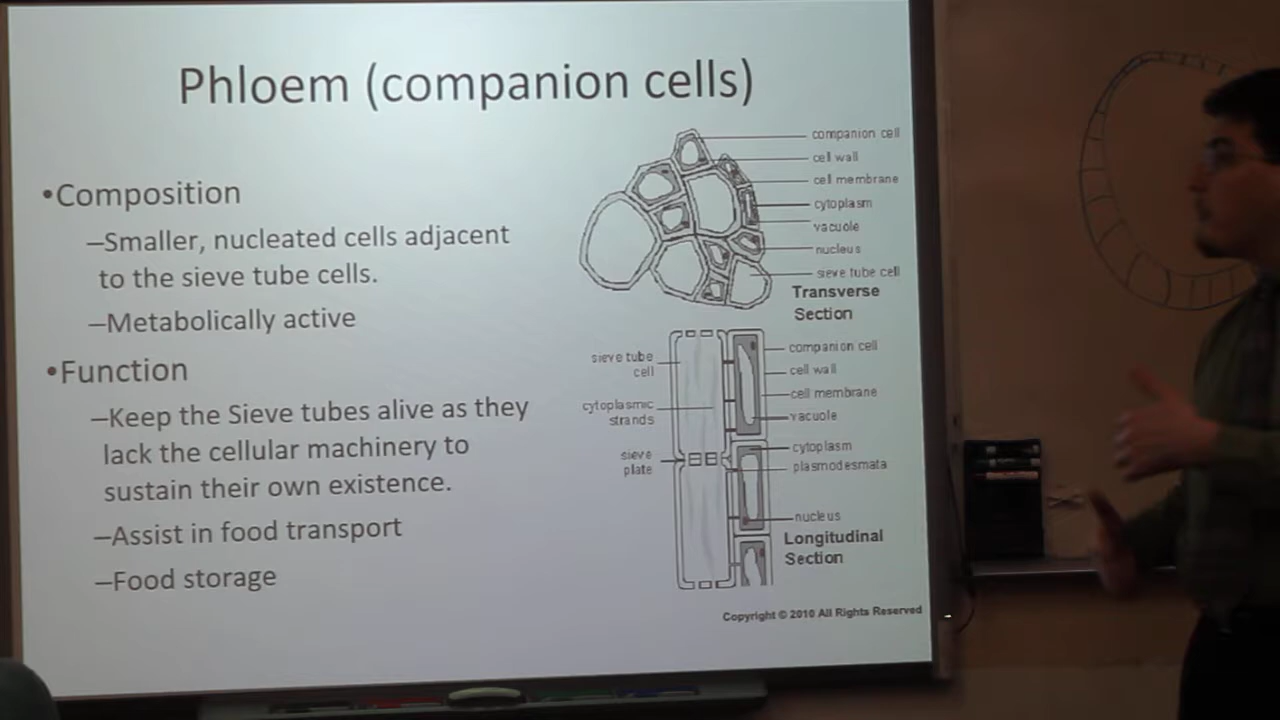 Phloem (companion cells)
•Composition
–Smaller, nucleated cells adjacent
to the sieve tube cells.
–Metabolically active
•Function
–Keep the Sieve tubes alive as they
lack the cellular machinery to
sustain their own existence.
–Assist in food transport
–Food storage
companion cell
cell wall
cell membrane
cytoplasm
vacuole
nucleus
sieve tube cell
Transverse
Section
sieve tube
cell
cytoplasmic
strands
sieve
plate
companion cell
cell wall
cell membrane
vacuole
cytoplasm
plasmodesmata
nucleus
Longitudinal
Section
Copyright © 2010 All Rights Reserved